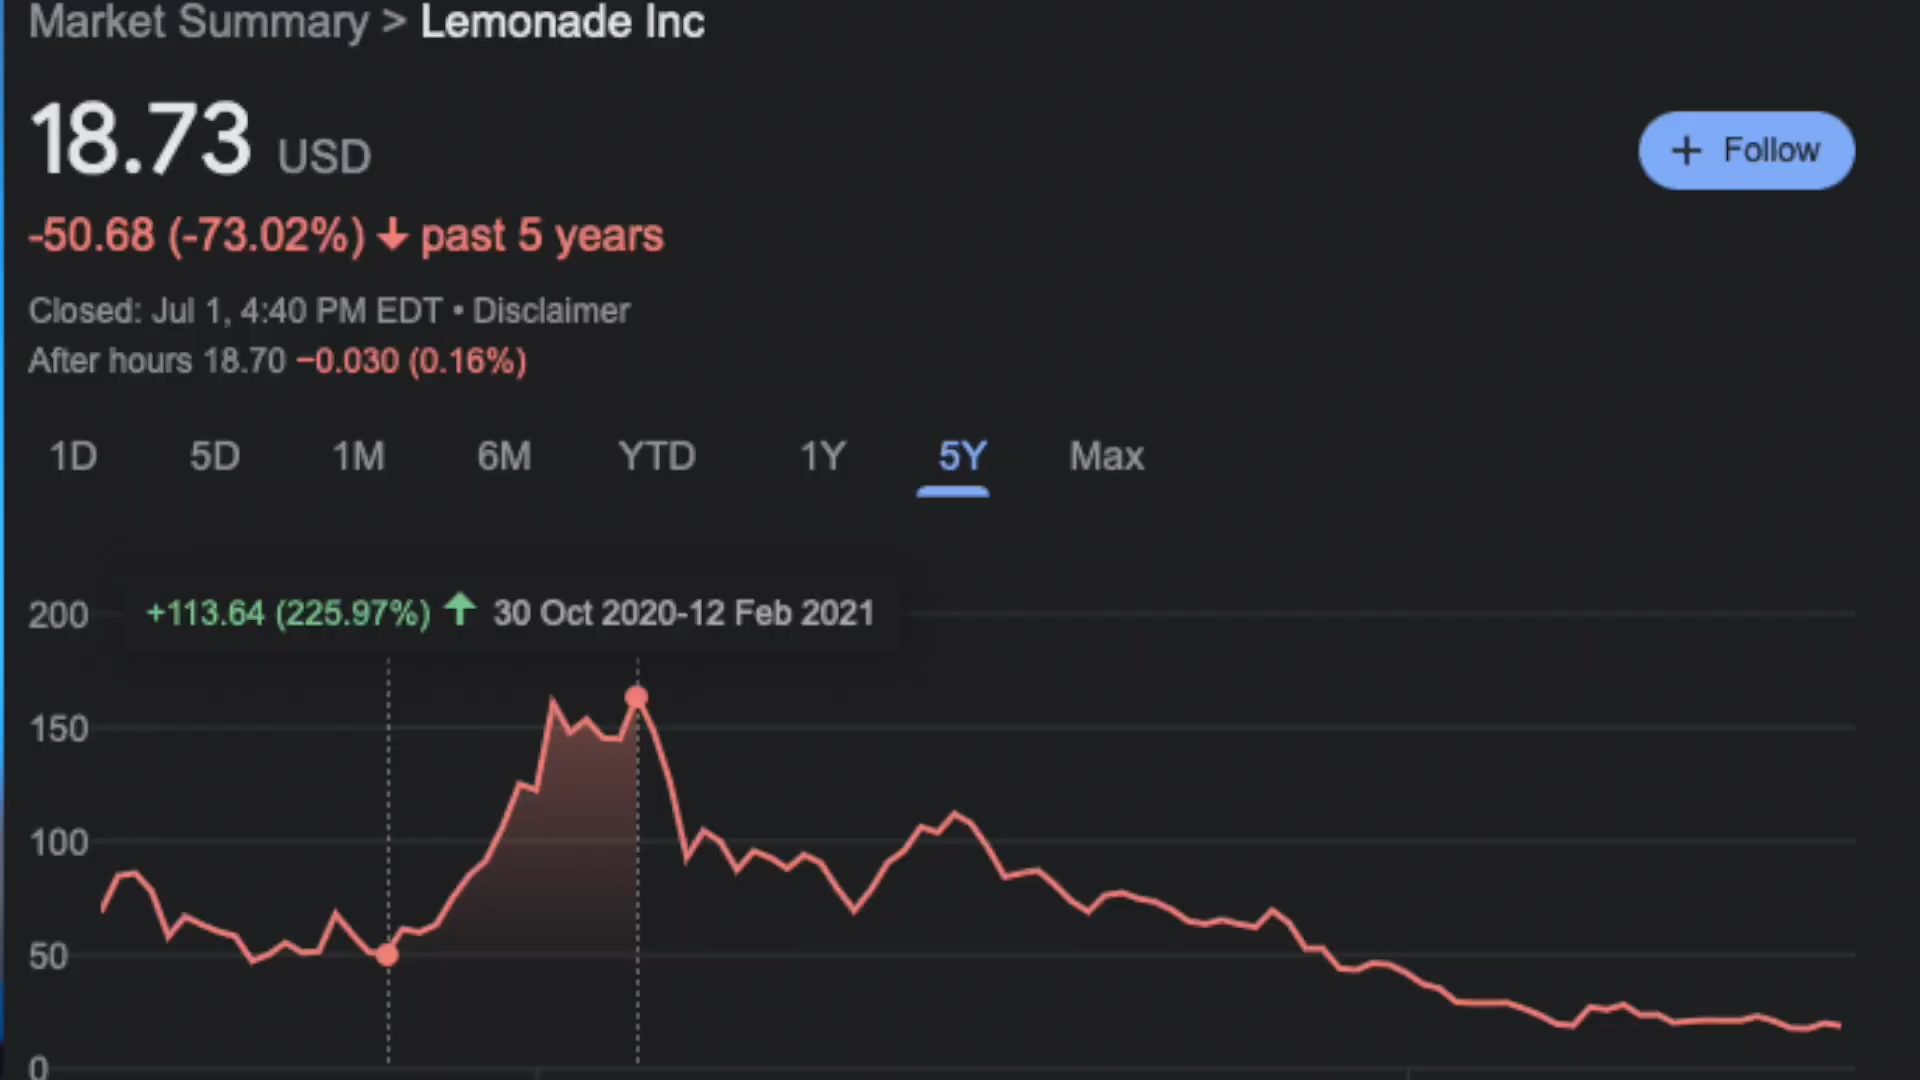 Market Summary > Lemonade Inc
18.73 USD
+ Follow
-50.68 (-73.02%) ↓ past 5 years
Closed: Jul 1, 4:40 PM EDT • Disclaimer
After hours 18.70 −0.030 (0.16%)
1D 5D 1M 6M YTD 1Y 5Y Max
200 +113.64 (225.97%) ↑ 30 Oct 2020-12 Feb 2021
150
100
50
0